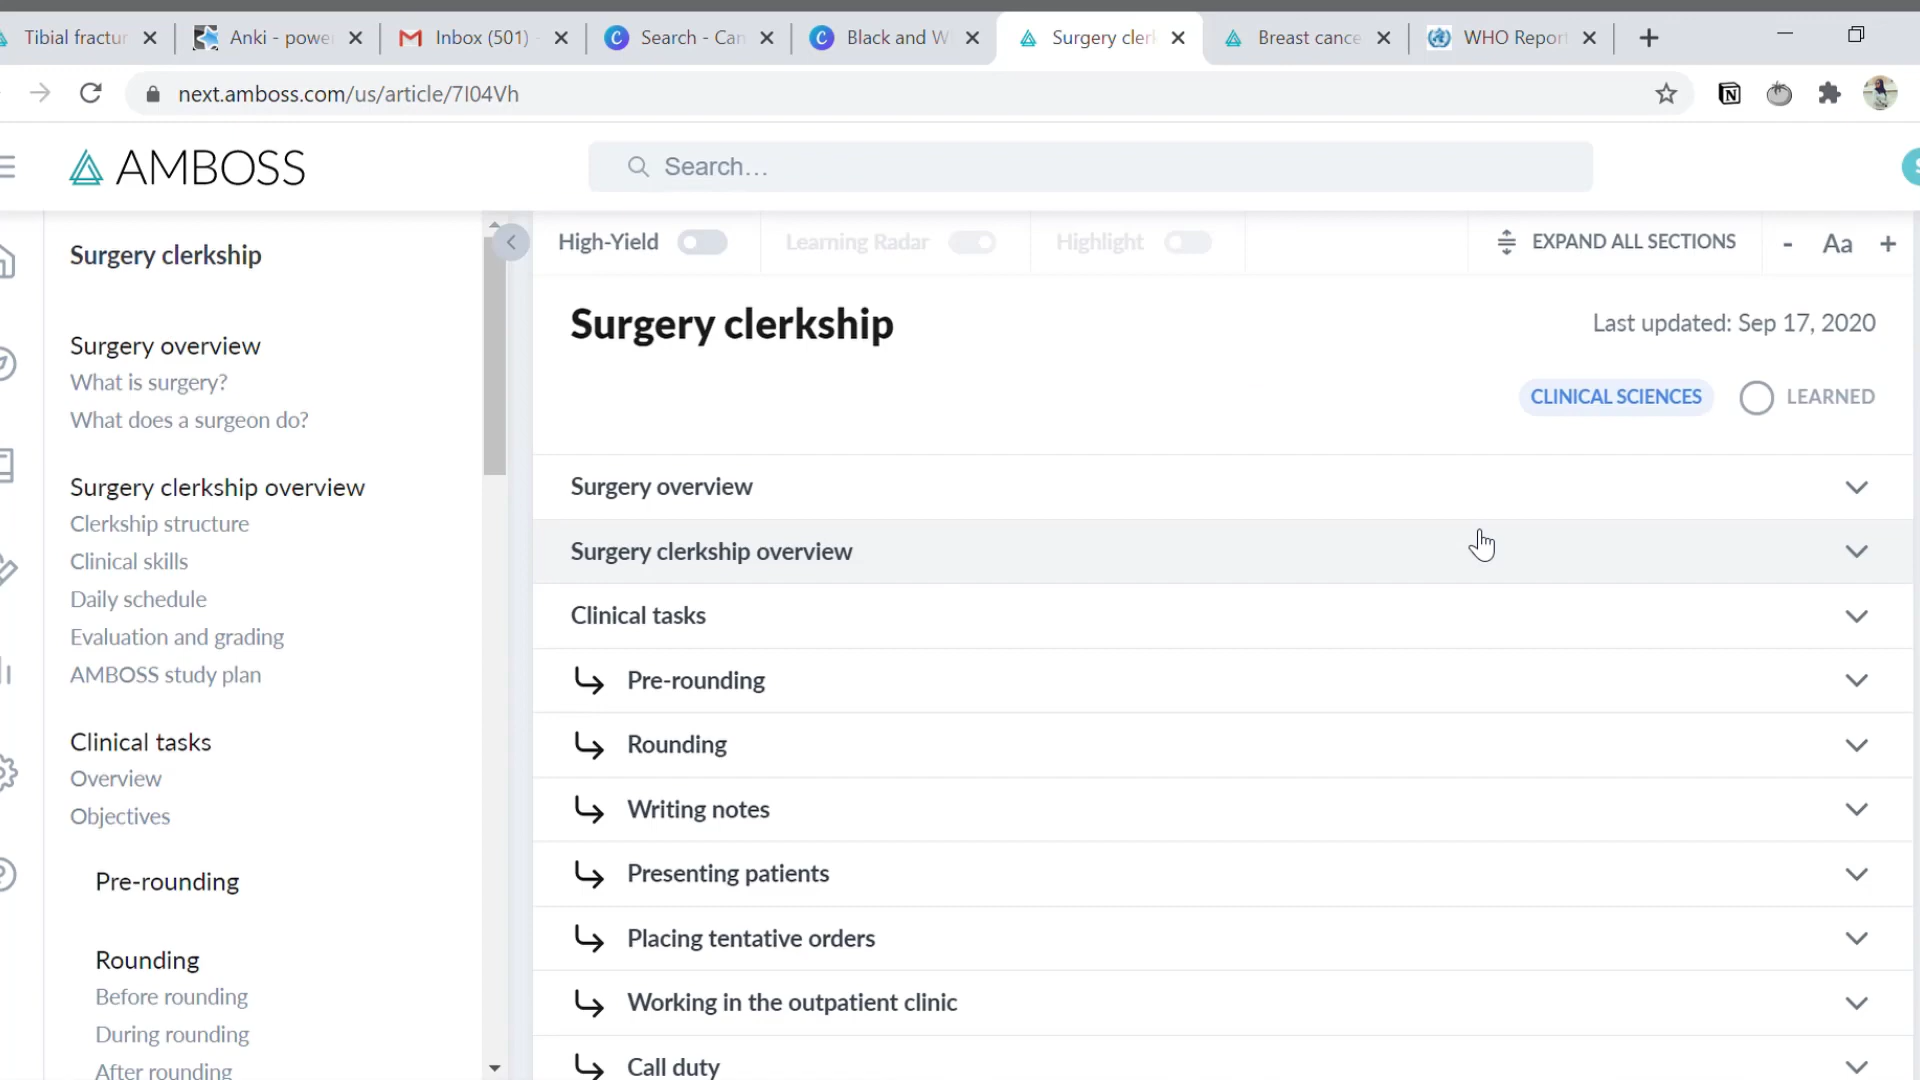 Tibial fractur
Anki - powe
Inbox (501)
Search - Can
Black and W
Surgery cler
Breast cance
WHO Repor
next.amboss.com/us/article/7I04Vh
AMBOSS
Search...
Surgery clerkship
Surgery overview
What is surgery?
What does a surgeon do?
Surgery clerkship overview
Clerkship structure
Clinical skills
Daily schedule
Evaluation and grading
AMBOSS study plan
Clinical tasks
Overview
Objectives
Pre-rounding
Rounding
Before rounding
During rounding
After rounding
High-Yield
Learning Radar
Highlight
EXPAND ALL SECTIONS
- Aa +
Surgery clerkship
Last updated: Sep 17, 2020
CLINICAL SCIENCES
LEARNED
Surgery overview
Surgery clerkship overview
Clinical tasks
Pre-rounding
Rounding
Writing notes
Presenting patients
Placing tentative orders
Working in the outpatient clinic
Call duty